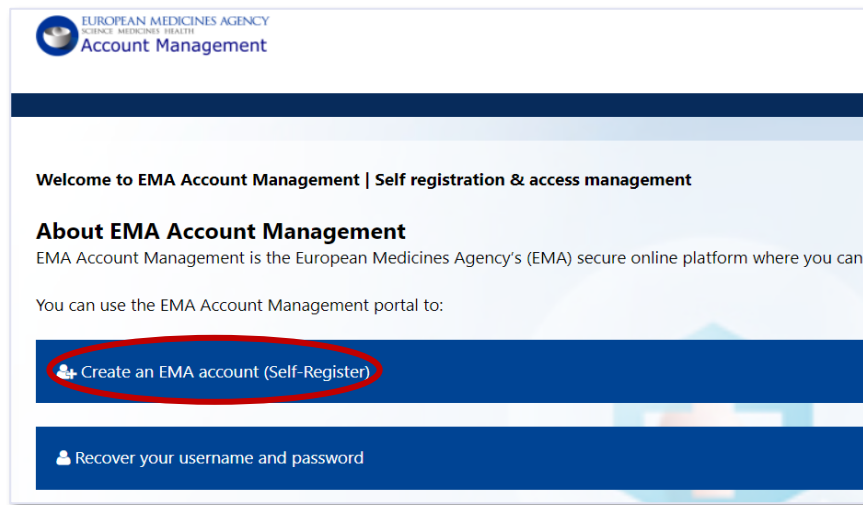 EUROPEAN MEDICINES AGENCY
SCIENCE MEDICINES HEALTH
Account Management
Welcome to EMA Account Management | Self registration & access management
About EMA Account Management
EMA Account Management is the European Medicines Agency's (EMA) secure online platform where you can
You can use the EMA Account Management portal to:
Create an EMA account (Self-Register)
Recover your username and password